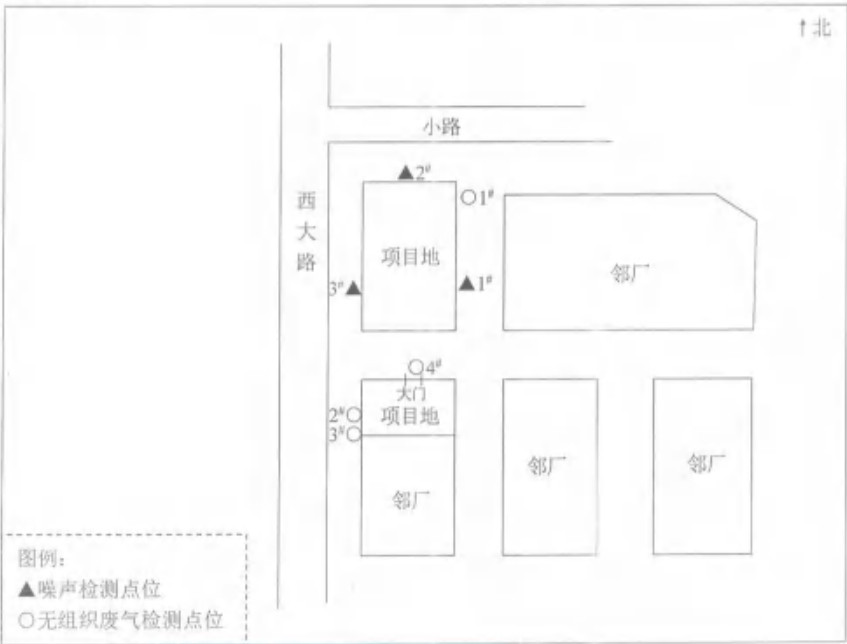 ↑北
小路
▲2#
○1#
西大路
项目地
邻厂
3#▲
▲1#
○4#
大门
2#○
项目地
3#○
邻厂
邻厂
邻厂
图例：
▲噪声检测点位
○无组织废气检测点位